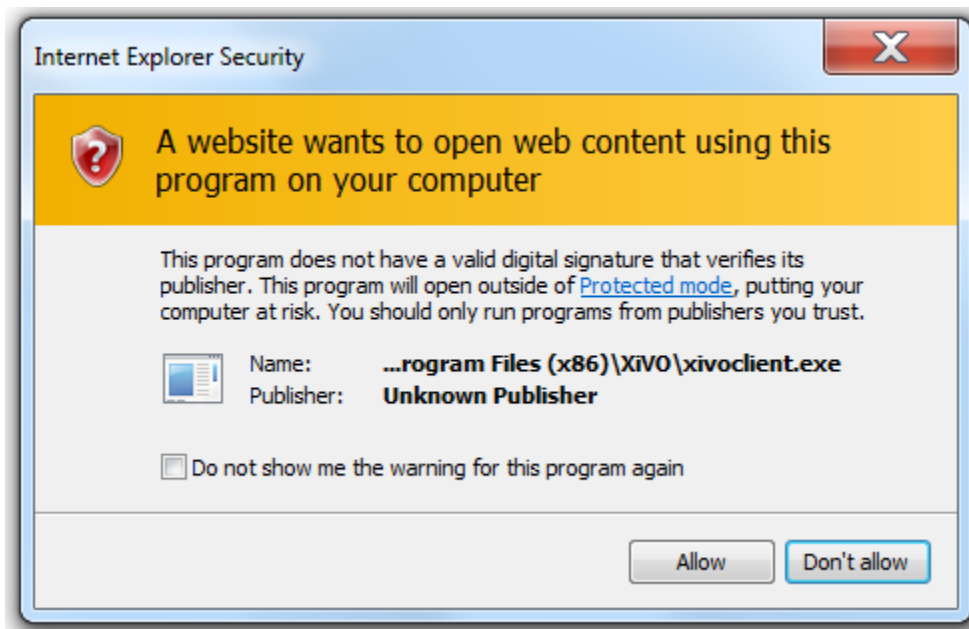 Internet Explorer Security
A website wants to open web content using this
program on your computer
This program does not have a valid digital signature that verifies its
publisher. This program will open outside of Protected mode, putting your
computer at risk. You should only run programs from publishers you trust.
Name: ...rogram Files (x86)\XiVO\xivoclient.exe
Publisher: Unknown Publisher
Do not show me the warning for this program again
Allow Don't allow